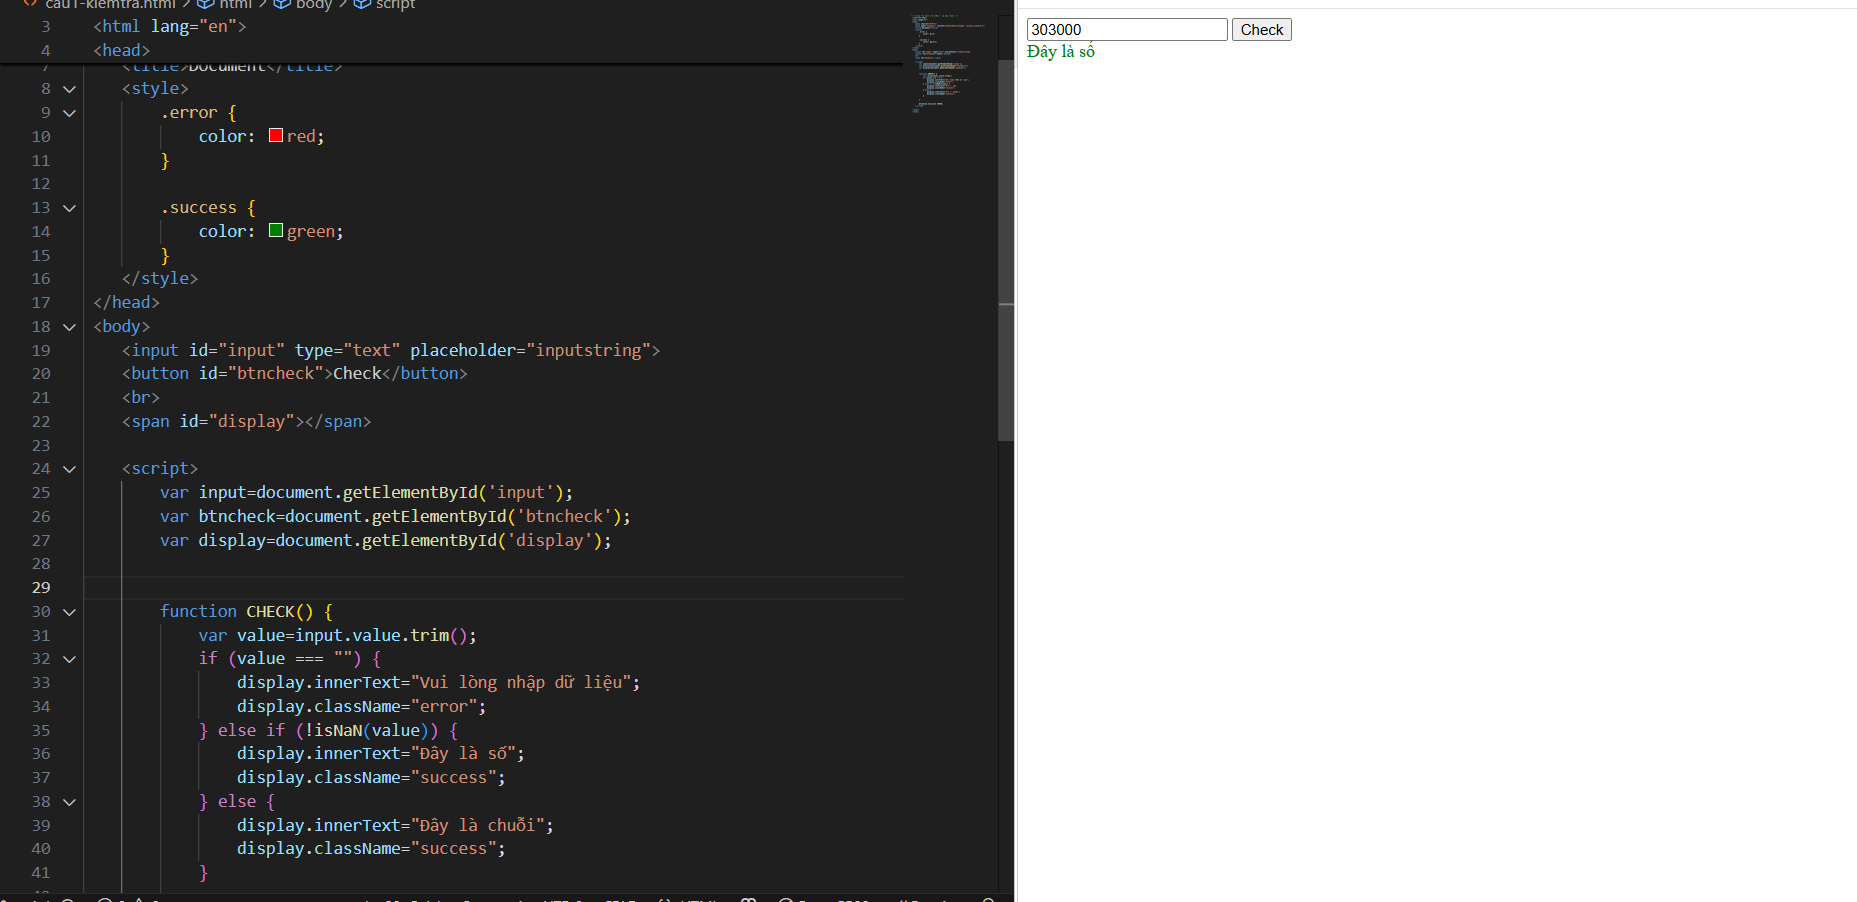 cau1-kiemtra.html > html > body > script
3 <html lang="en">
4 <head>
7 <title>Document</title>
8 <style>
9 .error {
10 color: red;
11 }
12
13 .success {
14 color: green;
15 }
16 </style>
17 </head>
18 <body>
19 <input id="input" type="text" placeholder="inputstring">
20 <button id="btncheck">Check</button>
21 <br>
22 <span id="display"></span>
23
24 <script>
25 var input=document.getElementById('input');
26 var btncheck=document.getElementById('btncheck');
27 var display=document.getElementById('display');
28
29
30 function CHECK() {
31 var value=input.value.trim();
32 if (value === "") {
33 display.innerText="Vui lòng nhập dữ liệu";
34 display.className="error";
35 } else if (!isNaN(value)) {
36 display.innerText="Đây là số";
37 display.className="success";
38 } else {
39 display.innerText="Đây là chuỗi";
40 display.className="success";
41 }
303000 Check
Đây là số